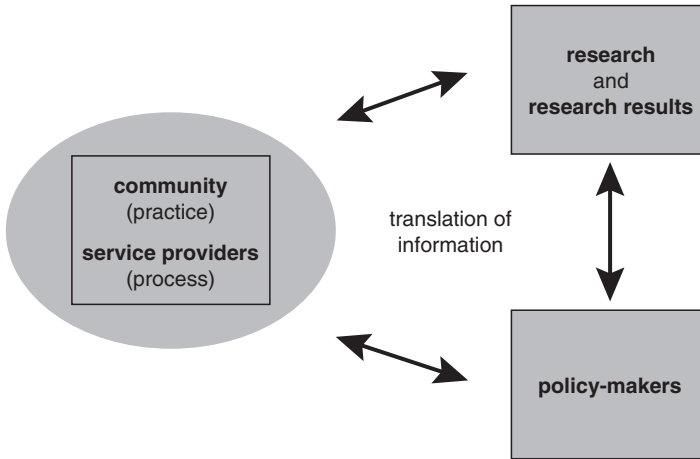 research
and
research results
community
(practice)
service providers
(process)
translation of
information
policy-makers